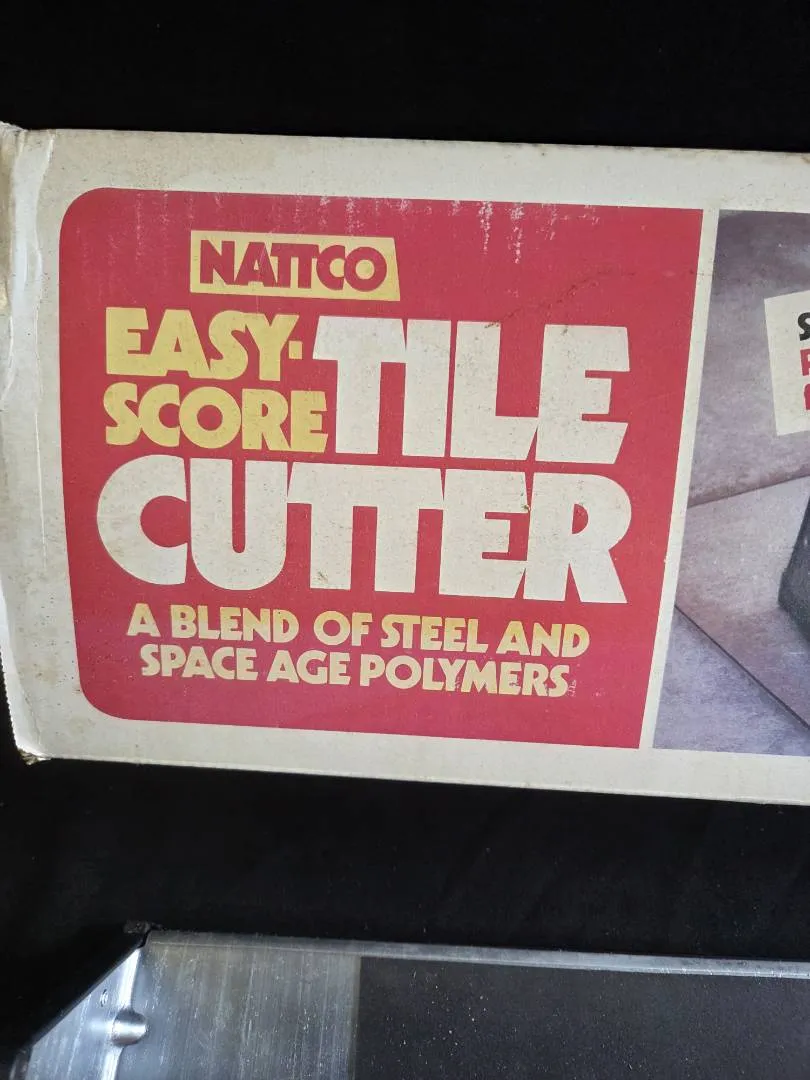 NATTCO
EASY-
SCORE
TILE
CUTTER
A BLEND OF STEEL AND
SPACE AGE POLYMERS